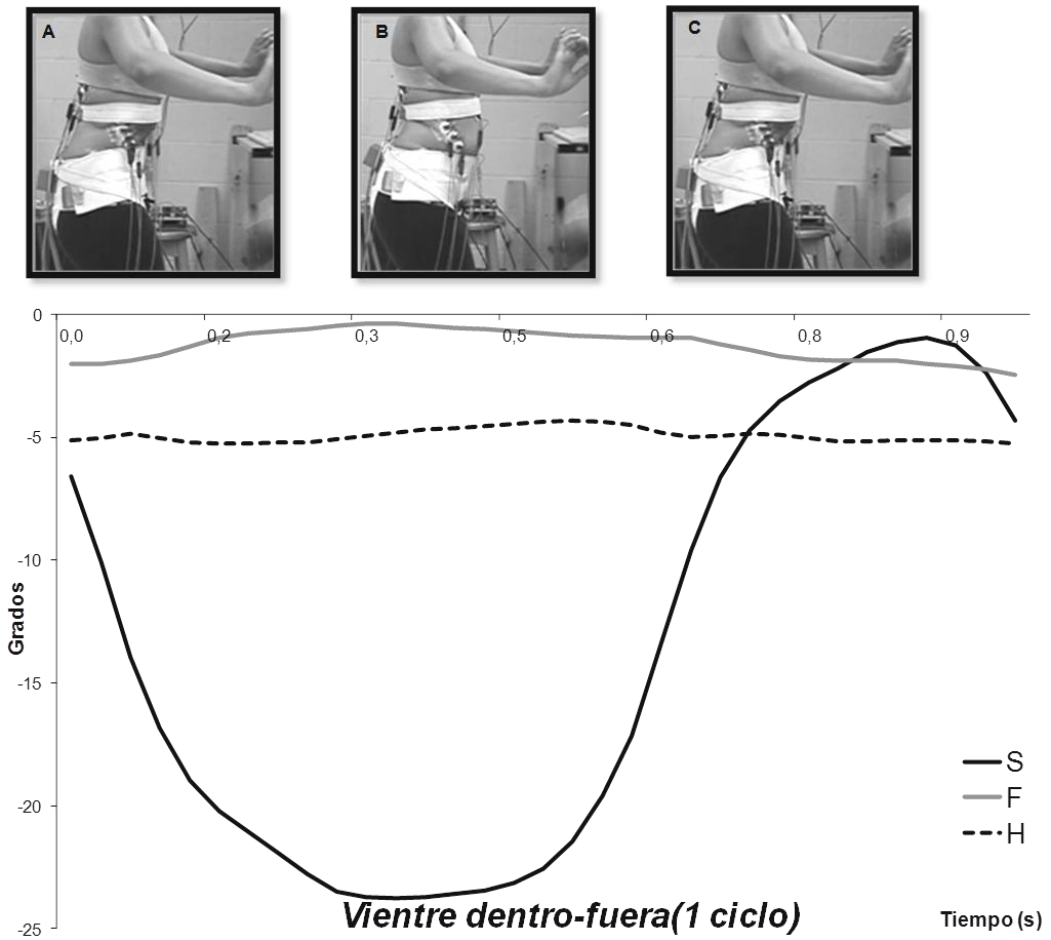 A
B
C
0
0,0
0,2
0,3
0,5
0,6
0,8
0,9
-5
-10
-15
-20
-25
Grados
S
F
H
Vientre dentro-fuera(1 ciclo)
Tiempo (s)